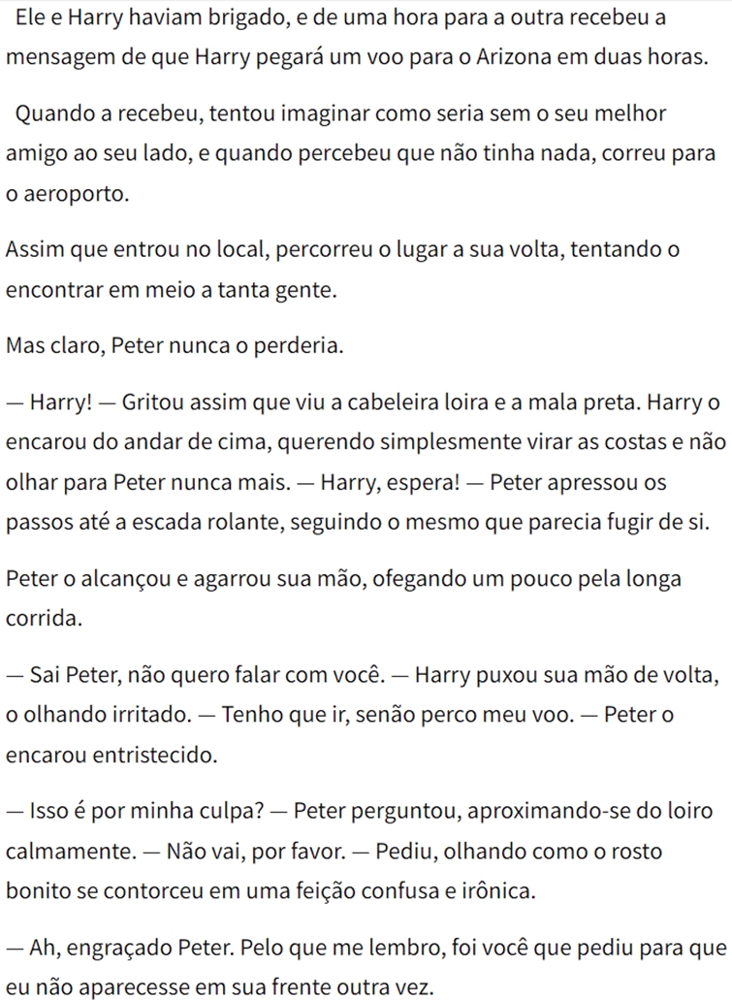 Ele e Harry haviam brigado, e de uma hora para a outra recebeu a
mensagem de que Harry pegará um voo para o Arizona em duas horas.
Quando a recebeu, tentou imaginar como seria sem o seu melhor
amigo ao seu lado, e quando percebeu que não tinha nada, correu para
o aeroporto.
Assim que entrou no local, percorreu o lugar a sua volta, tentando o
encontrar em meio a tanta gente.
Mas claro, Peter nunca o perderia.
— Harry! — Gritou assim que viu a cabeleira loira e a mala preta. Harry o
encarou do andar de cima, querendo simplesmente virar as costas e não
olhar para Peter nunca mais. — Harry, espera! — Peter apressou os
passos até a escada rolante, seguindo o mesmo que parecia fugir de si.
Peter o alcançou e agarrou sua mão, ofegando um pouco pela longa
corrida.
— Sai Peter, não quero falar com você. — Harry puxou sua mão de volta,
o olhando irritado. — Tenho que ir, senão perco meu voo. — Peter o
encarou entristecido.
— Isso é por minha culpa? — Peter perguntou, aproximando-se do loiro
calmamente. — Não vai, por favor. — Pediu, olhando como o rosto
bonito se contorceu em uma feição confusa e irônica.
— Ah, engraçado Peter. Pelo que me lembro, foi você que pediu para que
eu não aparecesse em sua frente outra vez.